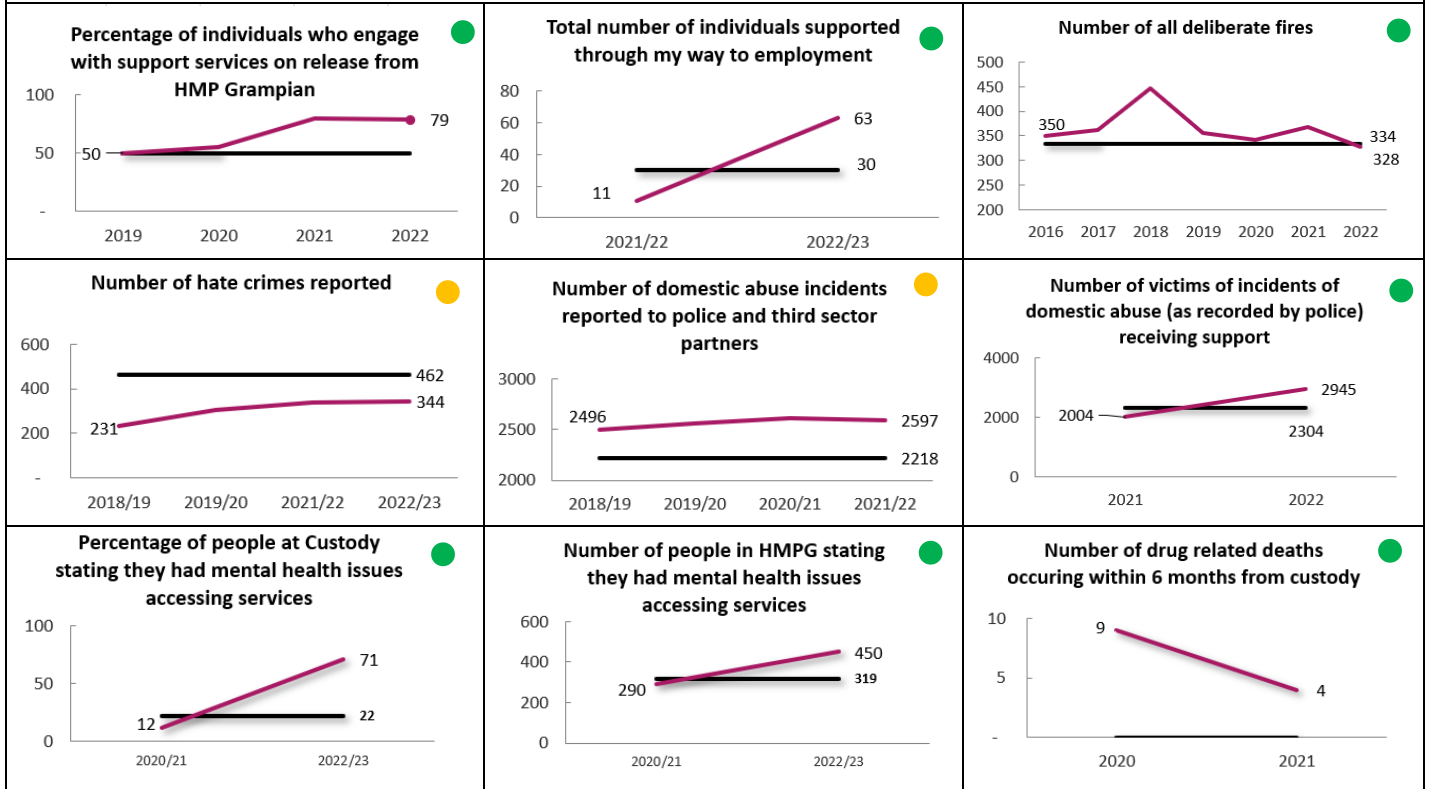 Percentage of individuals who engage
with support services on release from
HMP Grampian
100
50
-
50
79
2019 2020 2021 2022
Total number of individuals supported
through my way to employment
80
60
40
20
0
11
63
30
2021/22 2022/23
Number of all deliberate fires
500
450
400
350
300
250
200
350
334
328
2016 2017 2018 2019 2020 2021 2022
Number of hate crimes reported
600
400
200
-
231
462
344
2018/19 2019/20 2021/22 2022/23
Number of domestic abuse incidents
reported to police and third sector
partners
3000
2500
2000
2496
2597
2218
2018/19 2019/20 2020/21 2021/22
Number of victims of incidents of
domestic abuse (as recorded by police)
receiving support
4000
2000
0
2004
2945
2304
2021 2022
Percentage of people at Custody
stating they had mental health issues
accessing services
100
50
0
12
71
22
2020/21 2022/23
Number of people in HMPG stating
they had mental health issues
accessing services
600
400
200
0
290
450
319
2020/21 2022/23
Number of drug related deaths
occuring within 6 months from custody
10
5
-
9
4
2020 2021